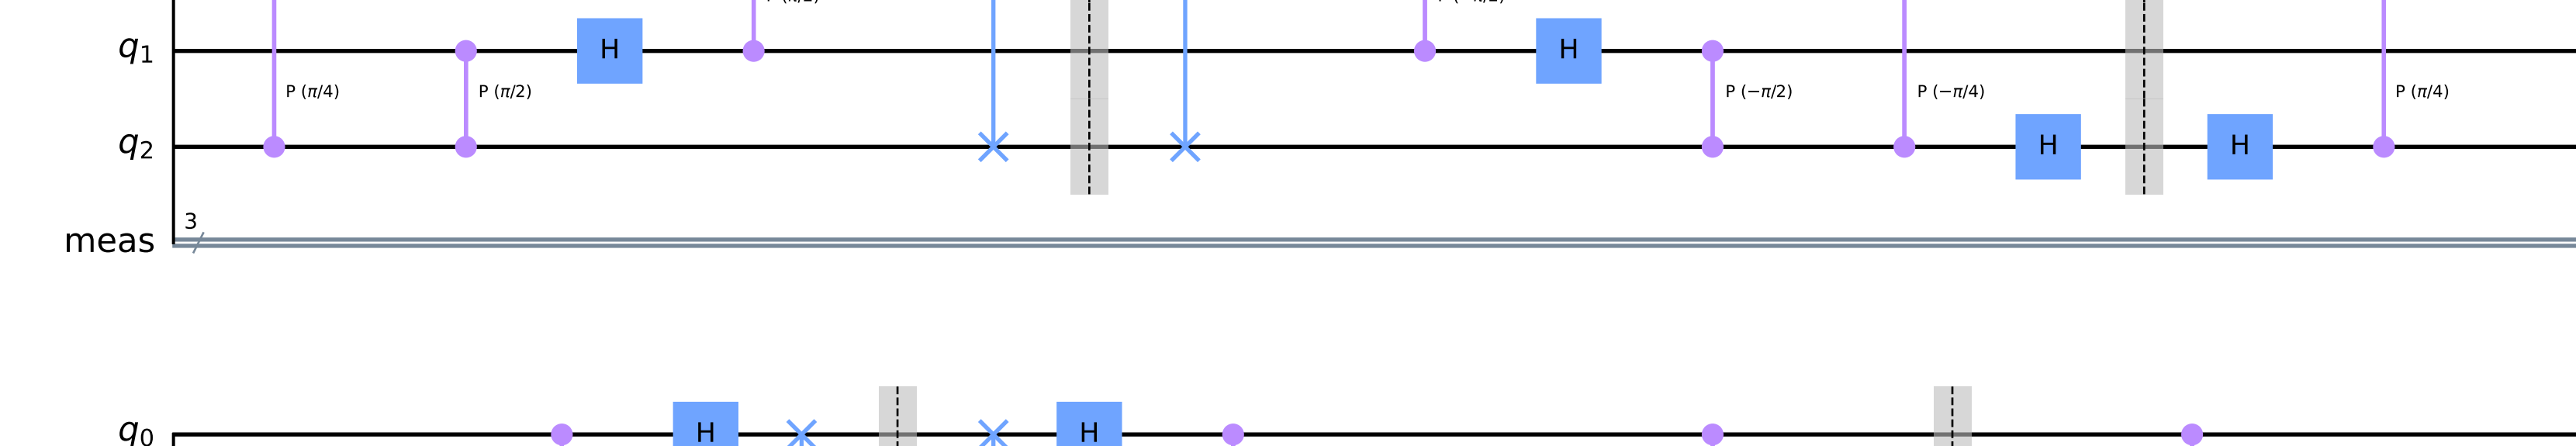 q1 H
P (π/4) P (π/2) P (−π/2) P (−π/4) P (π/4)
q2 H H
3
meas
q0 H H